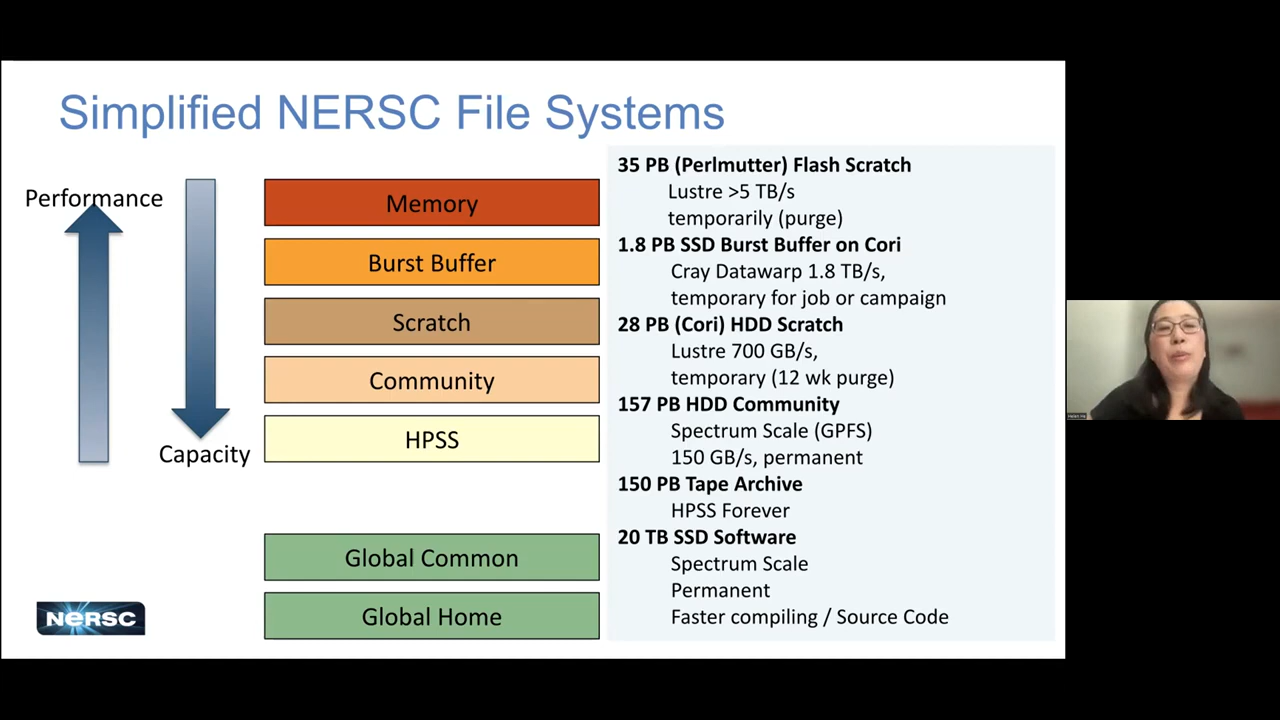 Simplified NERSC File Systems
Performance
Capacity
Memory
Burst Buffer
Scratch
Community
HPSS
Global Common
Global Home
NERSC
35 PB (Perlmutter) Flash Scratch
Lustre >5 TB/s
temporarily (purge)
1.8 PB SSD Burst Buffer on Cori
Cray Datawarp 1.8 TB/s,
temporary for job or campaign
28 PB (Cori) HDD Scratch
Lustre 700 GB/s,
temporary (12 wk purge)
157 PB HDD Community
Spectrum Scale (GPFS)
150 GB/s, permanent
150 PB Tape Archive
HPSS Forever
20 TB SSD Software
Spectrum Scale
Permanent
Faster compiling / Source Code